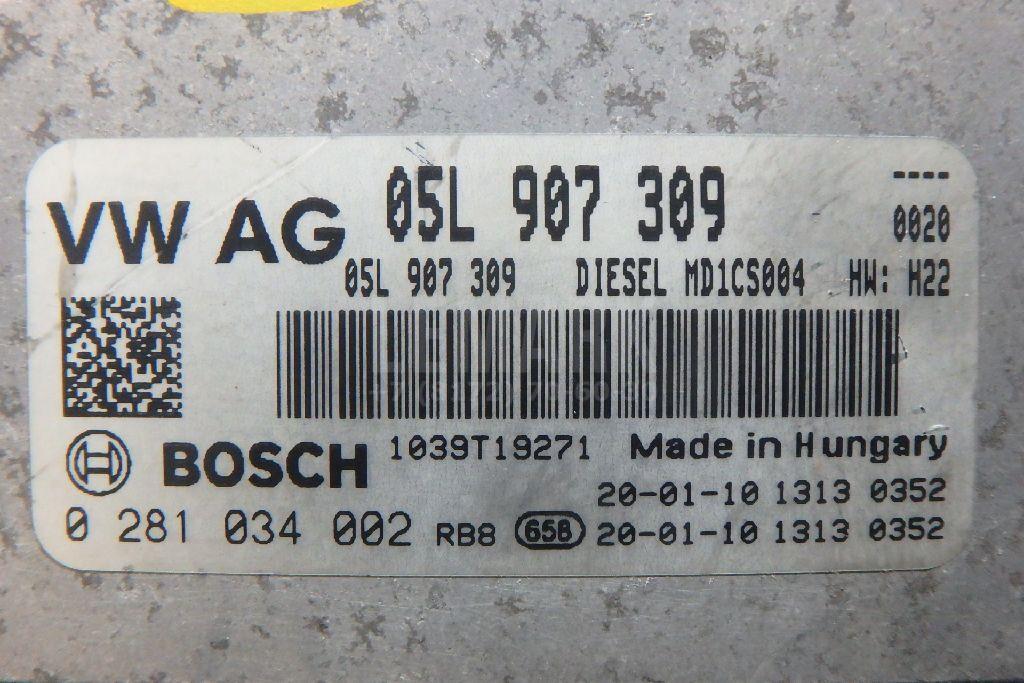 VW AG 05L 907 309 ----
0020
05L 907 309 DIESEL MD1CS004 HW: H22
BOSCH 1039T19271 Made in Hungary
20-01-10 1313 0352
0 281 034 002 RB8 658 20-01-10 1313 0352